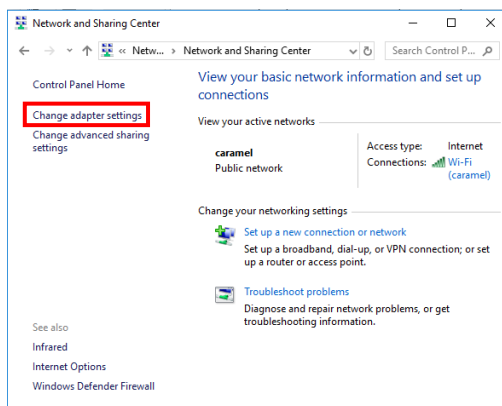 Network and Sharing Center
« Netw... › Network and Sharing Center
Search Control P...
Control Panel Home
Change adapter settings
Change advanced sharing
settings
View your basic network information and set up
connections
View your active networks
caramel
Public network
Access type: Internet
Connections: Wi-Fi
(caramel)
Change your networking settings
Set up a new connection or network
Set up a broadband, dial-up, or VPN connection; or set
up a router or access point.
Troubleshoot problems
Diagnose and repair network problems, or get
troubleshooting information.
See also
Infrared
Internet Options
Windows Defender Firewall